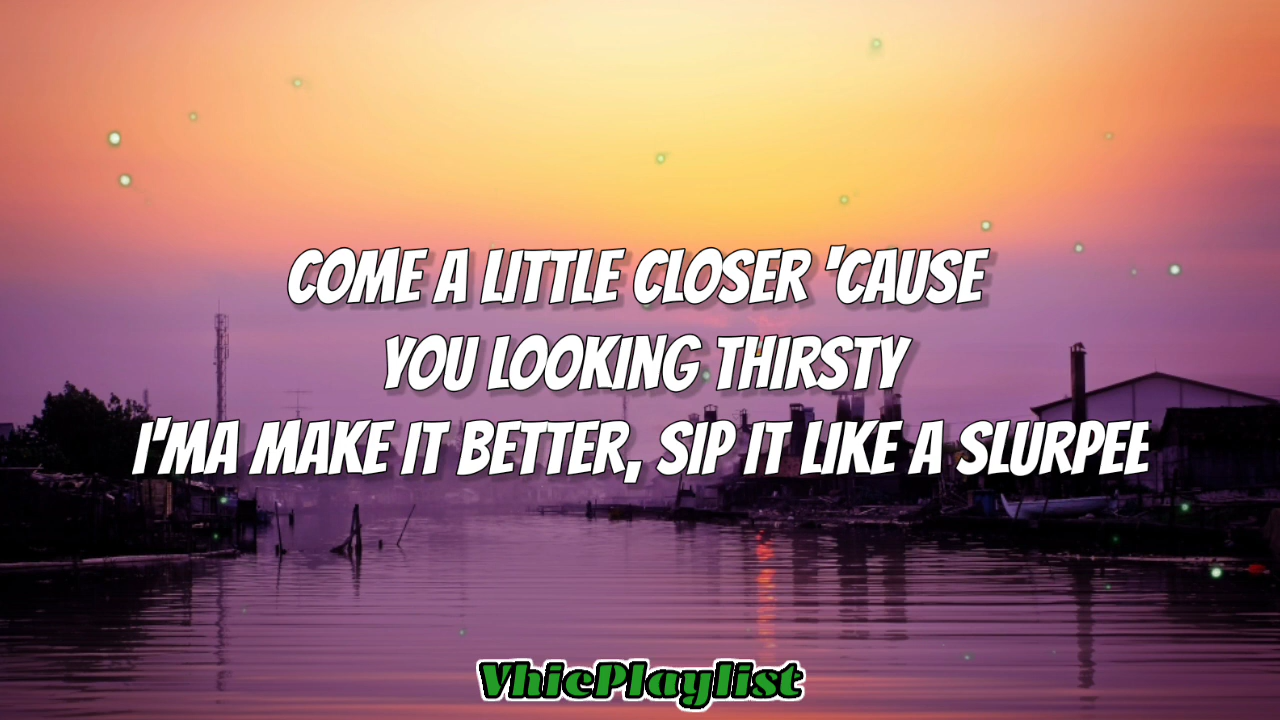 COME A LITTLE CLOSER 'CAUSE
YOU LOOKING THIRSTY
I'MA MAKE IT BETTER, SIP IT LIKE A SLURPEE
VhicPlaylist